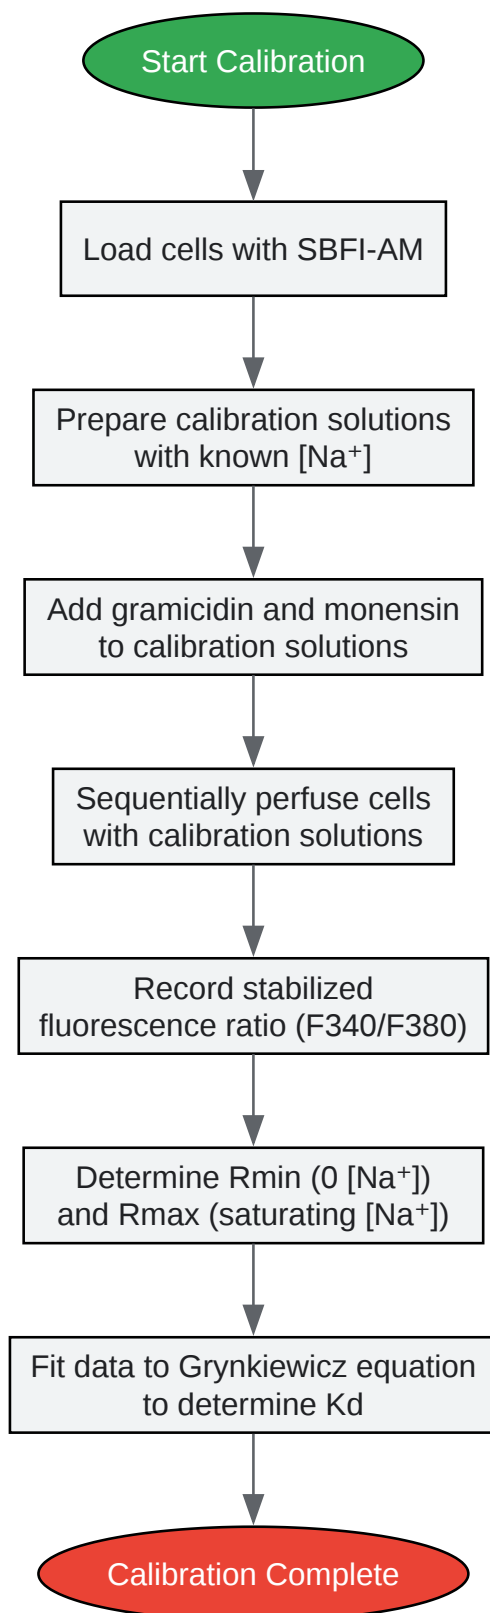 Start Calibration
Load cells with SBFI-AM
Prepare calibration solutions
with known [Na⁺]
Add gramicidin and monensin
to calibration solutions
Sequentially perfuse cells
with calibration solutions
Record stabilized
fluorescence ratio (F340/F380)
Determine Rmin (0 [Na⁺])
and Rmax (saturating [Na⁺])
Fit data to Grynkiewicz equation
to determine Kd
Calibration Complete